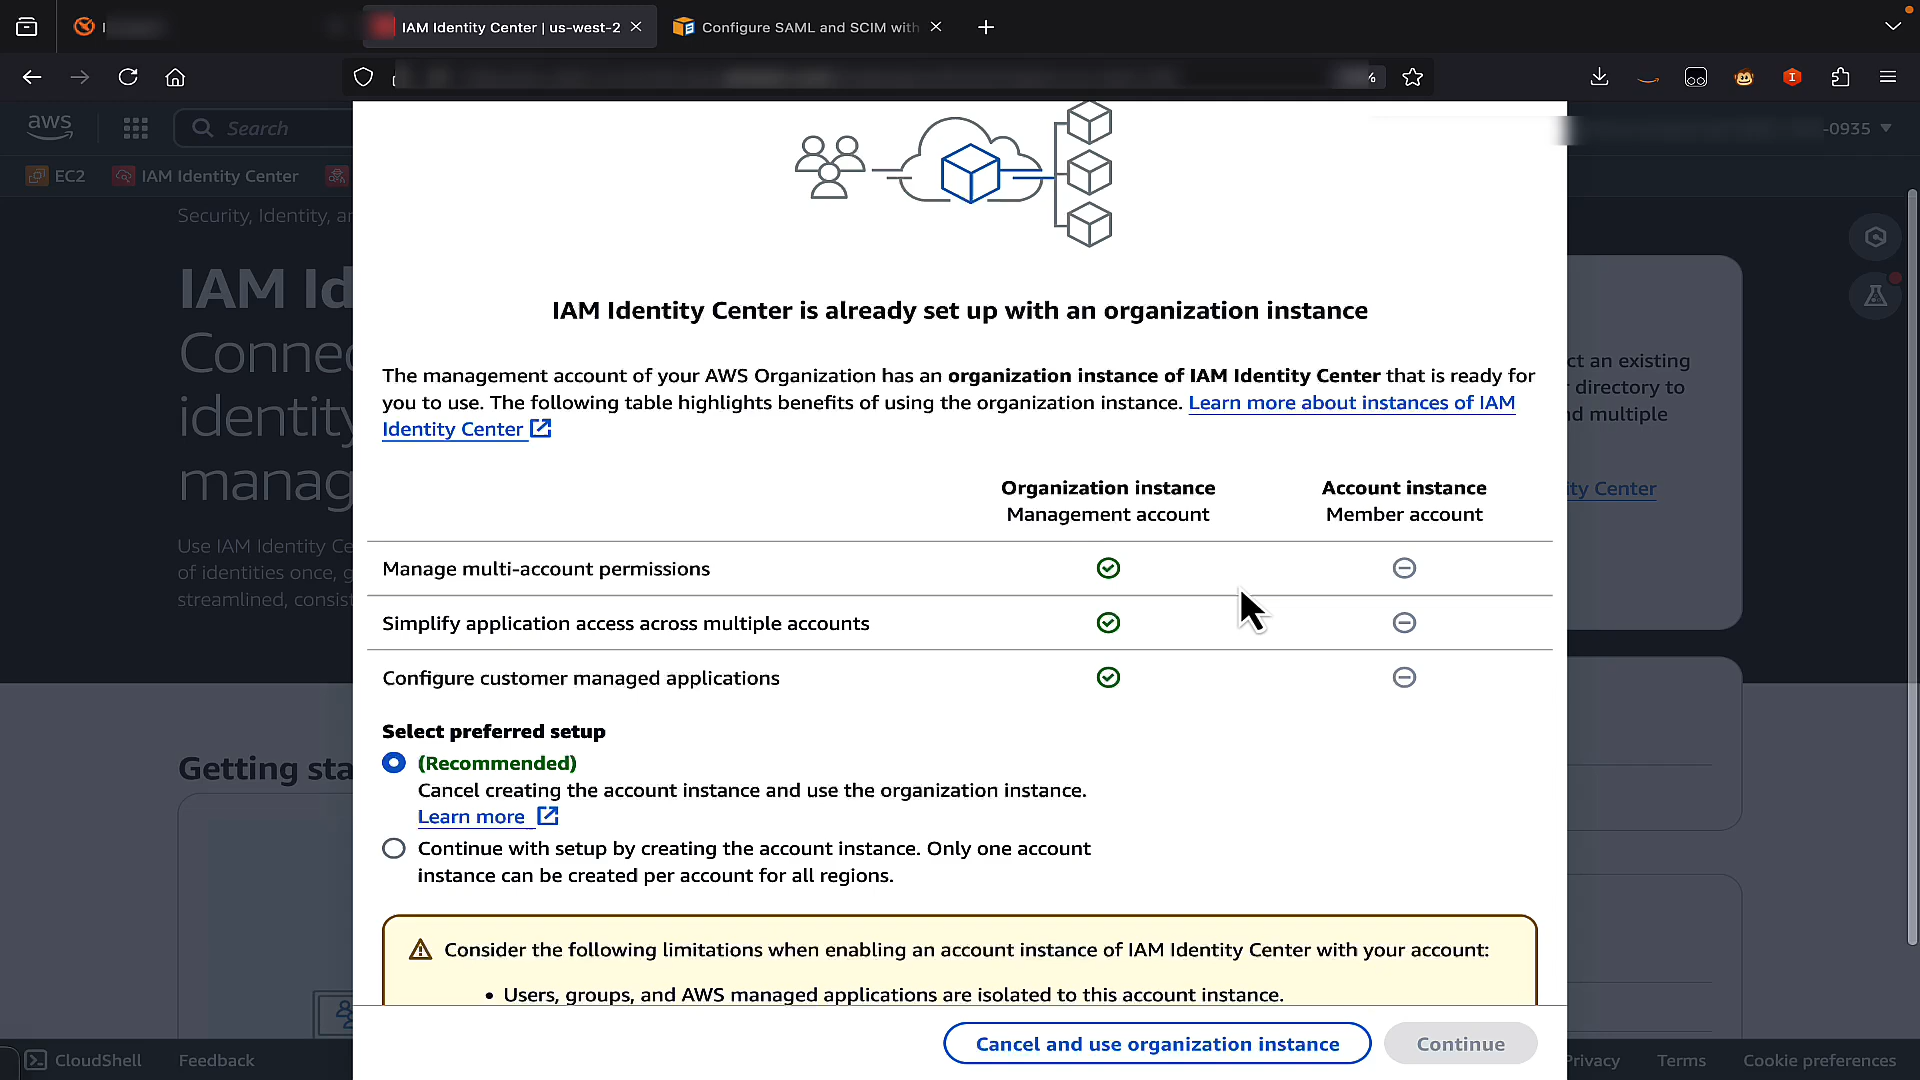 IAM Identity Center | us-west-2
Configure SAML and SCIM with
%
aws
Search
-0935
EC2
IAM Identity Center
Security, Identity, an
IAM Id
Connec
identity
manag
Use IAM Identity Ce
of identities once, g
streamlined, consist
Getting sta
ct an existing
directory to
d multiple
ity Center
IAM Identity Center is already set up with an organization instance
The management account of your AWS Organization has an organization instance of IAM Identity Center that is ready for
you to use. The following table highlights benefits of using the organization instance. Learn more about instances of IAM
Identity Center
Organization instance
Management account
Account instance
Member account
Manage multi-account permissions
Simplify application access across multiple accounts
Configure customer managed applications
Select preferred setup
(Recommended)
Cancel creating the account instance and use the organization instance.
Learn more
Continue with setup by creating the account instance. Only one account
instance can be created per account for all regions.
Consider the following limitations when enabling an account instance of IAM Identity Center with your account:
• Users, groups, and AWS managed applications are isolated to this account instance.
Cancel and use organization instance
Continue
CloudShell
Feedback
Privacy
Terms
Cookie preferences